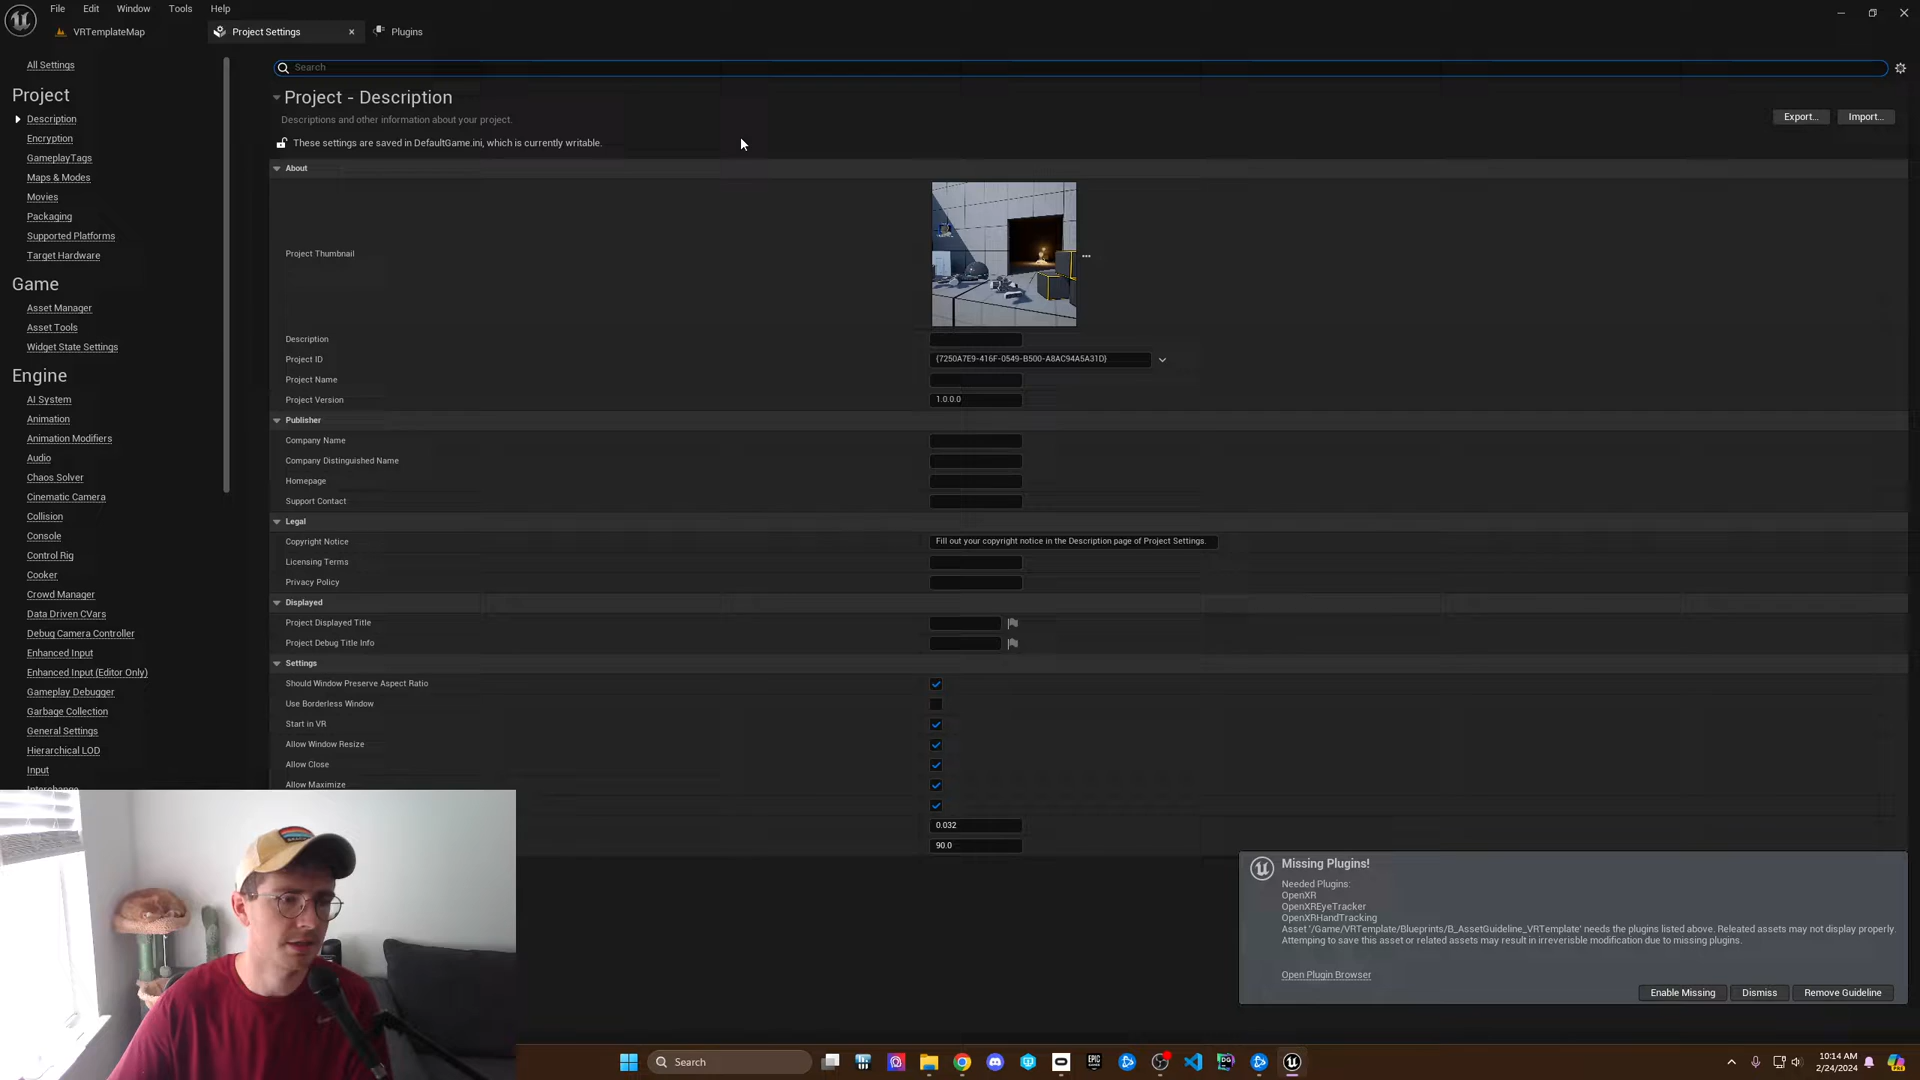 File Edit Window Tools Help
VRTemplateMap Project Settings Plugins
All Settings
Project
Description
Encryption
GameplayTags
Maps & Modes
Movies
Packaging
Supported Platforms
Target Hardware
Game
Asset Manager
Asset Tools
Widget State Settings
Engine
AI System
Animation
Animation Modifiers
Audio
Chaos Solver
Cinematic Camera
Collision
Console
Control Rig
Cooker
Crowd Manager
Data Driven CVars
Debug Camera Controller
Enhanced Input
Enhanced Input (Editor Only)
Gameplay Debugger
Garbage Collection
General Settings
Hierarchical LOD
Input
Search
Project - Description
Descriptions and other information about your project.
Export... Import...
These settings are saved in DefaultGame.ini, which is currently writable.
About
Project Thumbnail
Description
Project ID {7250A7E9-416F-0549-B500-A8AC94A5A31D}
Project Name
Project Version 1.0.0.0
Publisher
Company Name
Company Distinguished Name
Homepage
Support Contact
Legal
Copyright Notice Fill out your copyright notice in the Description page of Project Settings.
Licensing Terms
Privacy Policy
Displayed
Project Displayed Title
Project Debug Title Info
Settings
Should Window Preserve Aspect Ratio
Use Borderless Window
Start in VR
Allow Window Resize
Allow Close
Allow Maximize
0.032
90.0
Missing Plugins!
Needed Plugins:
OpenXR
OpenXREyeTracker
OpenXRHandTracking
Asset '/Game/VRTemplate/Blueprints/B_AssetGuideline_VRTemplate' needs the plugins listed above. Releated assets may not display properly.
Attemping to save this asset or related assets may result in irreverisble modification due to missing plugins.
Open Plugin Browser
Enable Missing Dismiss Remove Guideline
Search
EPIC
DG
10:14 AM
2/24/2024